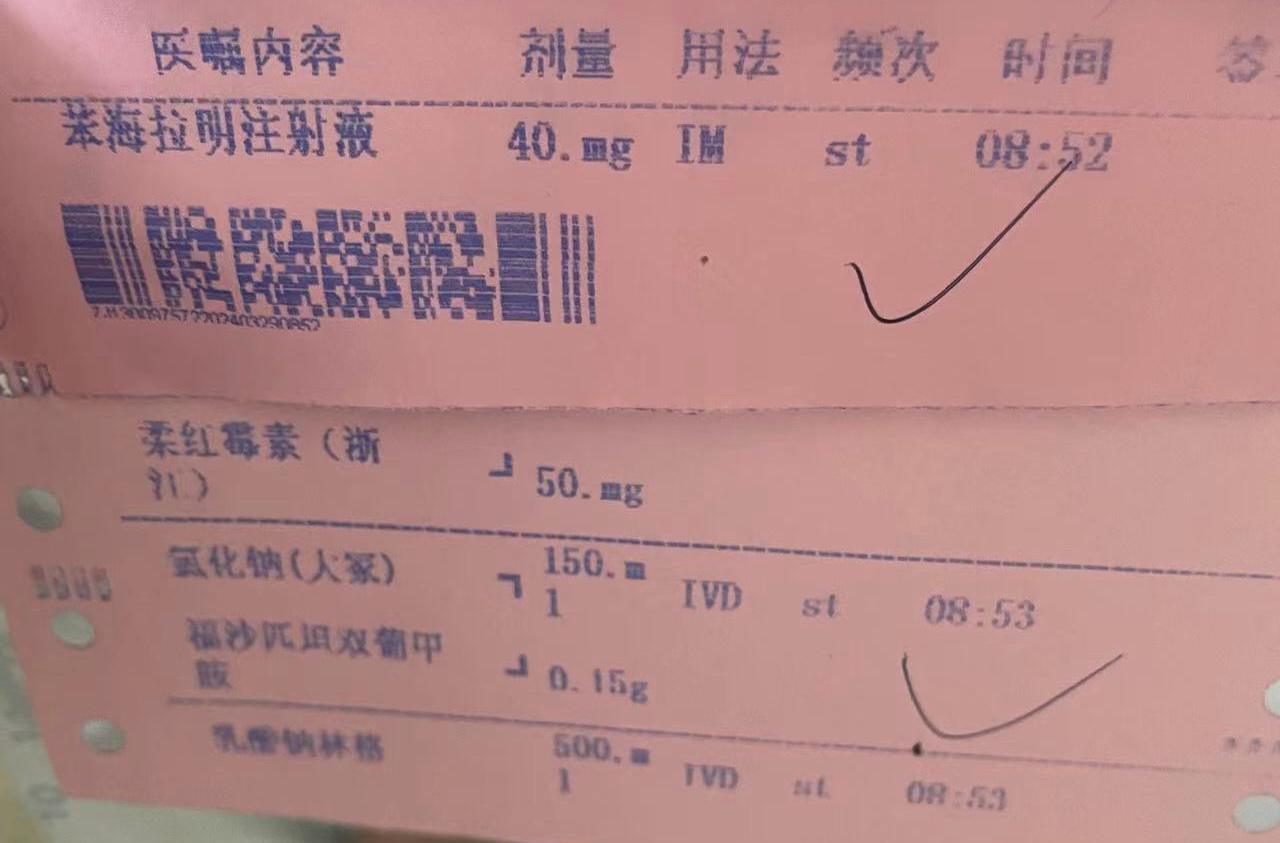 医嘱内容 剂量 用法 频次 时间 签
苯海拉明注射液 40.mg IM st 08:52
柔红霉素（浙 50.mg
江）
氯化钠(大冢) 150.m IVD st 08:53
1
福沙匹坦双葡甲
胺 0.15g
乳酸钠林格 500.m IVD st 08:53
1